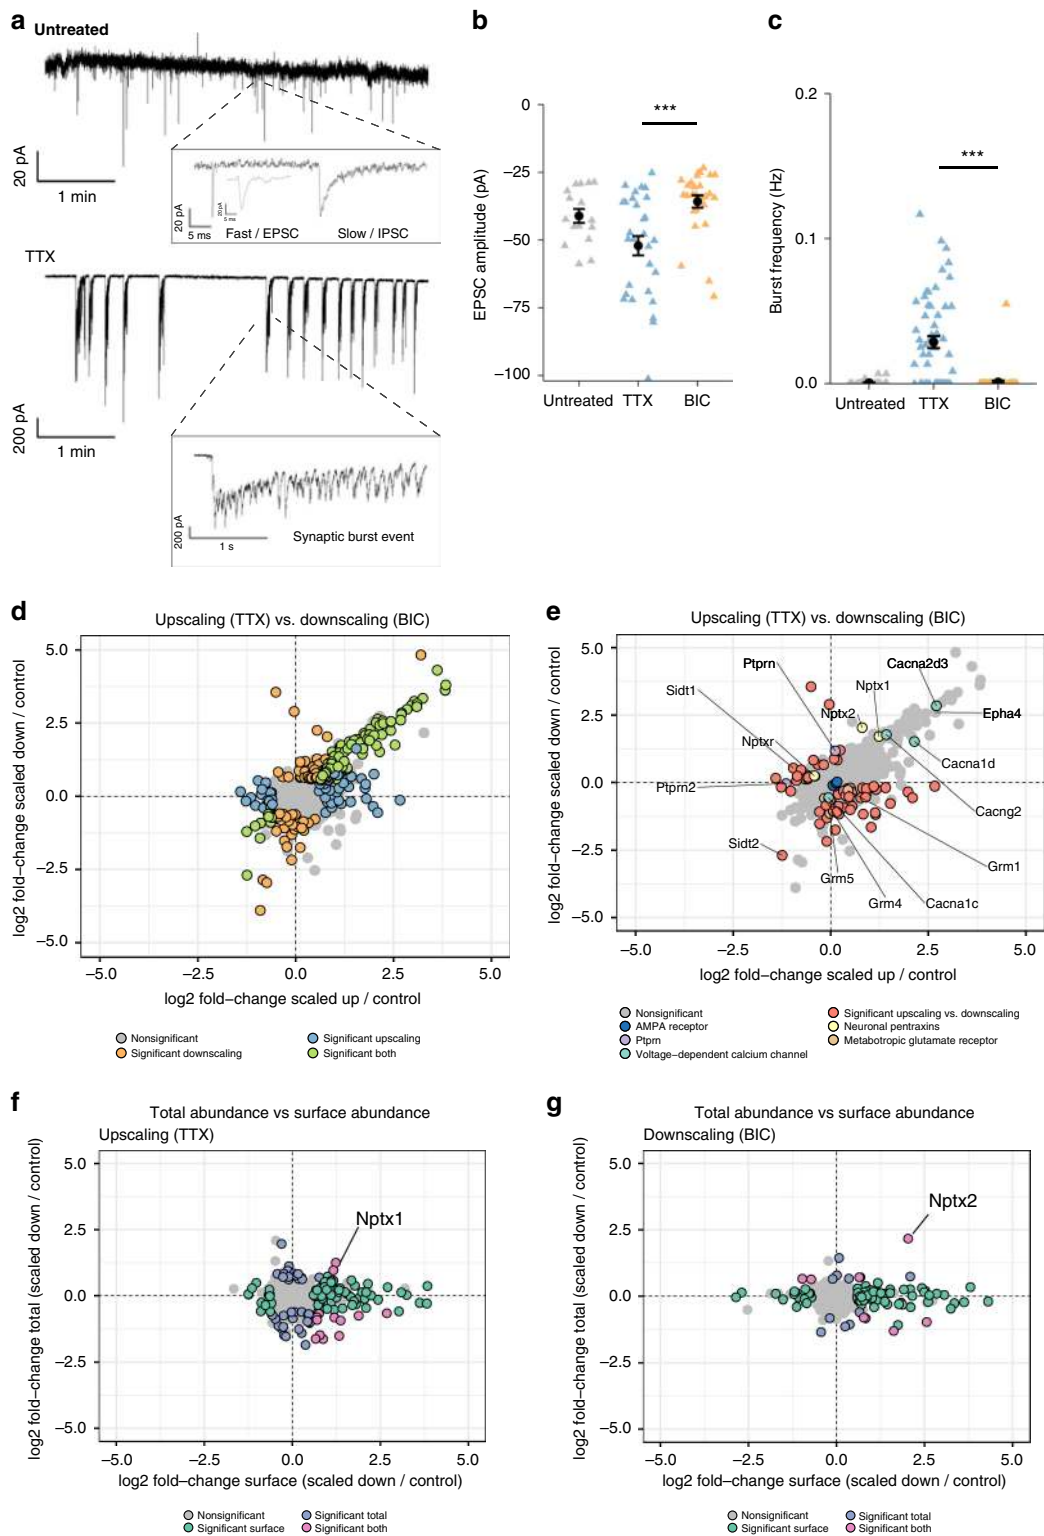 a
Untreated
20 pA
1 min
20 pA
5 ms
20 pA
5 ms
Fast / EPSC
Slow / IPSC
TTX
200 pA
1 min
200 pA
1 s
Synaptic burst event
b
EPSC amplitude (pA)
0
−25
−50
−75
−100
***
Untreated TTX BIC
c
Burst frequency (Hz)
0.2
0.1
0.0
***
Untreated TTX BIC
d
Upscaling (TTX) vs. downscaling (BIC)
log2 fold−change scaled down / control
5.0
2.5
0.0
−2.5
−5.0
−5.0 −2.5 0.0 2.5 5.0
log2 fold−change scaled up / control
Nonsignificant
Significant upscaling
Significant downscaling
Significant both
e
Upscaling (TTX) vs. downscaling (BIC)
log2 fold−change scaled down / control
5.0
2.5
0.0
−2.5
−5.0
Ptprn
Cacna2d3
Sidt1
Nptx1
Nptx2
Epha4
Nptxr
Cacna1d
Ptprn2
Cacng2
Sidt2
Grm1
Grm5
Grm4
Cacna1c
−5.0 −2.5 0.0 2.5 5.0
log2 fold−change scaled up / control
Nonsignificant
Significant upscaling vs. downscaling
AMPA receptor
Neuronal pentraxins
Ptprn
Metabotropic glutamate receptor
Voltage−dependent calcium channel
f
Total abundance vs surface abundance
Upscaling (TTX)
log2 fold−change total (scaled down / control)
5.0
2.5
0.0
−2.5
−5.0
Nptx1
−5.0 −2.5 0.0 2.5 5.0
log2 fold−change surface (scaled down / control)
Nonsignificant
Significant total
Significant surface
Significant both
g
Total abundance vs surface abundance
Downscaling (BIC)
log2 fold−change total (scaled down / control)
5.0
2.5
0.0
−2.5
−5.0
Nptx2
−5.0 −2.5 0.0 2.5 5.0
log2 fold−change surface (scaled down / control)
Nonsignificant
Significant total
Significant surface
Significant both